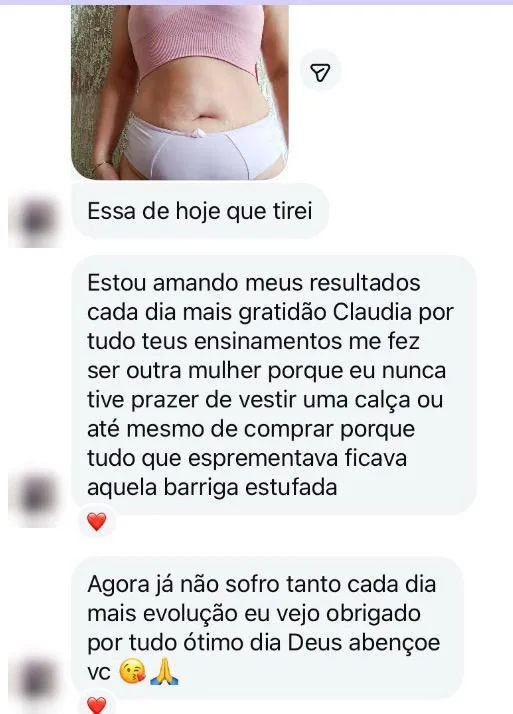 Essa de hoje que tirei
Estou amando meus resultados
cada dia mais gratidão Claudia por
tudo teus ensinamentos me fez
ser outra mulher porque eu nunca
tive prazer de vestir uma calça ou
até mesmo de comprar porque
tudo que esprementava ficava
aquela barriga estufada
Agora já não sofro tanto cada dia
mais evolução eu vejo obrigado
por tudo ótimo dia Deus abençoe
vc 😘🙏